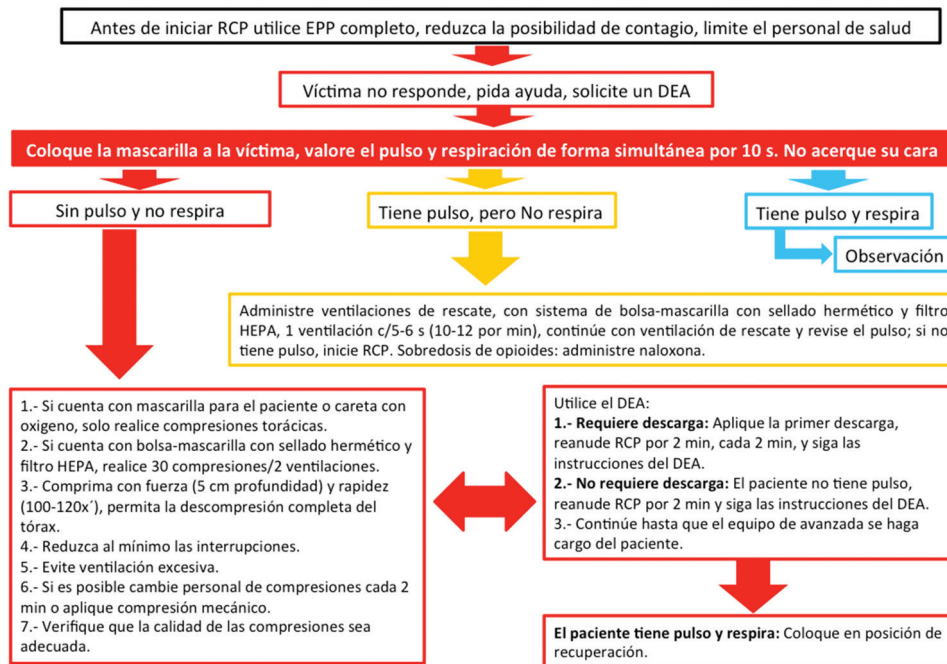 Antes de iniciar RCP utilice EPP completo, reduzca la posibilidad de contagio, limite el personal de salud
Víctima no responde, pida ayuda, solicite un DEA
Coloque la mascarilla a la víctima, valore el pulso y respiración de forma simultánea por 10 s. No acerque su cara
Sin pulso y no respira
Tiene pulso, pero No respira
Tiene pulso y respira
Observación
Administre ventilaciones de rescate, con sistema de bolsa-mascarilla con sellado hermético y filtro
HEPA, 1 ventilación c/5-6 s (10-12 por min), continúe con ventilación de rescate y revise el pulso; si no
tiene pulso, inicie RCP. Sobredosis de opioides: administre naloxona.
1.- Si cuenta con mascarilla para el paciente o careta con
oxigeno, solo realice compresiones torácicas.
2.- Si cuenta con bolsa-mascarilla con sellado hermético y
filtro HEPA, realice 30 compresiones/2 ventilaciones.
3.- Comprima con fuerza (5 cm profundidad) y rapidez
(100-120x´), permita la descompresión completa del
tórax.
4.- Reduzca al mínimo las interrupciones.
5.- Evite ventilación excesiva.
6.- Si es posible cambie personal de compresiones cada 2
min o aplique compresión mecánico.
7.- Verifique que la calidad de las compresiones sea
adecuada.
Utilice el DEA:
1.- Requiere descarga: Aplique la primer descarga,
reanude RCP por 2 min, cada 2 min, y siga las
instrucciones del DEA.
2.- No requiere descarga: El paciente no tiene pulso,
reanude RCP por 2 min y siga las instrucciones del DEA.
3.- Continúe hasta que el equipo de avanzada se haga
cargo del paciente.
El paciente tiene pulso y respira: Coloque en posición de
recuperación.